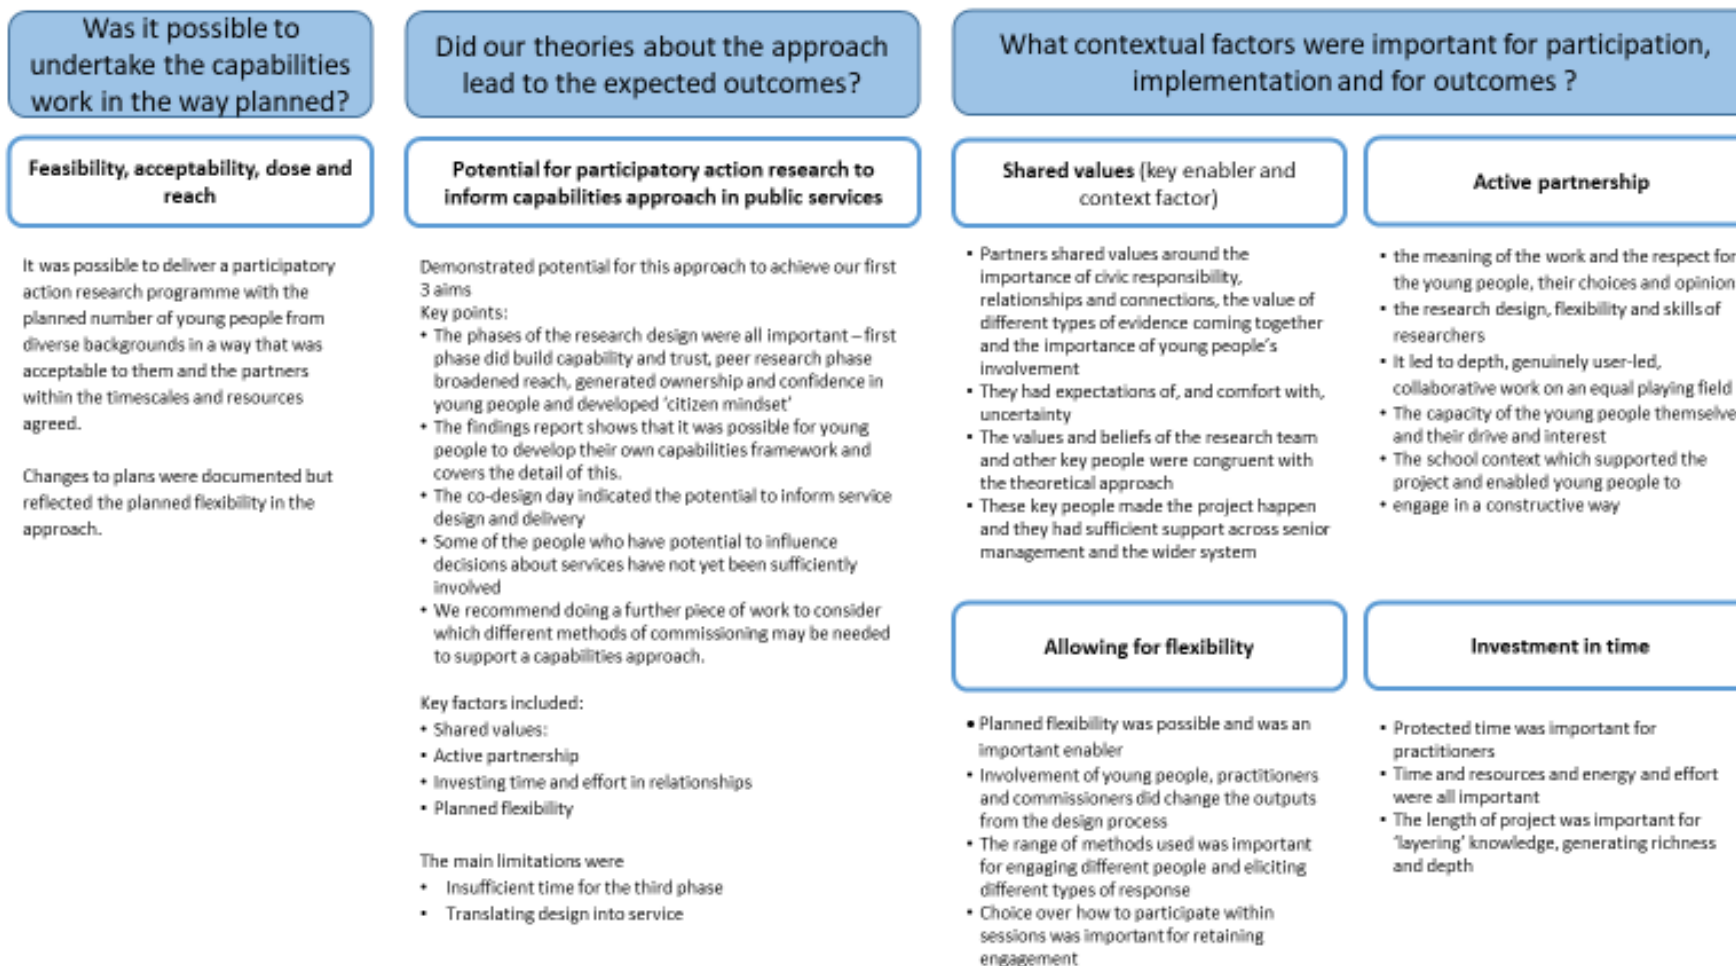 Was it possible to
undertake the capabilities
work in the way planned?
Feasibility, acceptability, dose and
reach
It was possible to deliver a participatory
action research programme with the
planned number of young people from
diverse backgrounds in a way that was
acceptable to them and the partners
within the timescales and resources
agreed.
Changes to plans were documented but
reflected the planned flexibility in the
approach.
Did our theories about the approach
lead to the expected outcomes?
Potential for participatory action research to
inform capabilities approach in public services
Demonstrated potential for this approach to achieve our first
3 aims
Key points:
• The phases of the research design were all important – first
phase did build capability and trust, peer research phase
broadened reach, generated ownership and confidence in
young people and developed 'citizen mindset'
• The findings report shows that it was possible for young
people to develop their own capabilities framework and
covers the detail of this.
• The co-design day indicated the potential to inform service
design and delivery
• Some of the people who have potential to influence
decisions about services have not yet been sufficiently
involved
• We recommend doing a further piece of work to consider
which different methods of commissioning may be needed
to support a capabilities approach.
Key factors included:
• Shared values:
• Active partnership
• Investing time and effort in relationships
• Planned flexibility
The main limitations were
• Insufficient time for the third phase
• Translating design into service
What contextual factors were important for participation,
implementation and for outcomes ?
Shared values (key enabler and
context factor)
• Partners shared values around the
importance of civic responsibility,
relationships and connections, the value of
different types of evidence coming together
and the importance of young people's
involvement
• They had expectations of, and comfort with,
uncertainty
• The values and beliefs of the research team
and other key people were congruent with
the theoretical approach
• These key people made the project happen
and they had sufficient support across senior
management and the wider system
Active partnership
• the meaning of the work and the respect for
the young people, their choices and opinion
• the research design, flexibility and skills of
researchers
• It led to depth, genuinely user-led,
collaborative work on an equal playing field
• The capacity of the young people themselve
and their drive and interest
• The school context which supported the
project and enabled young people to
• engage in a constructive way
Allowing for flexibility
• Planned flexibility was possible and was an
important enabler
• Involvement of young people, practitioners
and commissioners did change the outputs
from the design process
• The range of methods used was important
for engaging different people and eliciting
different types of response
• Choice over how to participate within
sessions was important for retaining
engagement
Investment in time
• Protected time was important for
practitioners
• Time and resources and energy and effort
were all important
• The length of project was important for
'layering' knowledge, generating richness
and depth